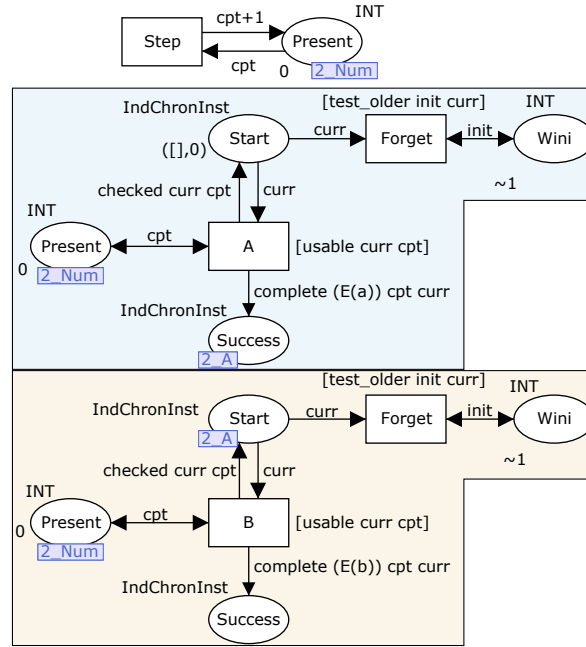 INT
cpt+1
Step
Present
cpt
0
2_Num
[test_older init curr]
INT
IndChronInst
Start
curr
Forget
init
Wini
([],0)
~1
checked curr cpt
curr
INT
Present
cpt
A
[usable curr cpt]
0
2_Num
complete (E(a)) cpt curr
IndChronInst
Success
2_A
[test_older init curr]
INT
IndChronInst
Start
curr
Forget
init
Wini
2_A
~1
checked curr cpt
curr
INT
Present
cpt
B
[usable curr cpt]
0
2_Num
complete (E(b)) cpt curr
IndChronInst
Success